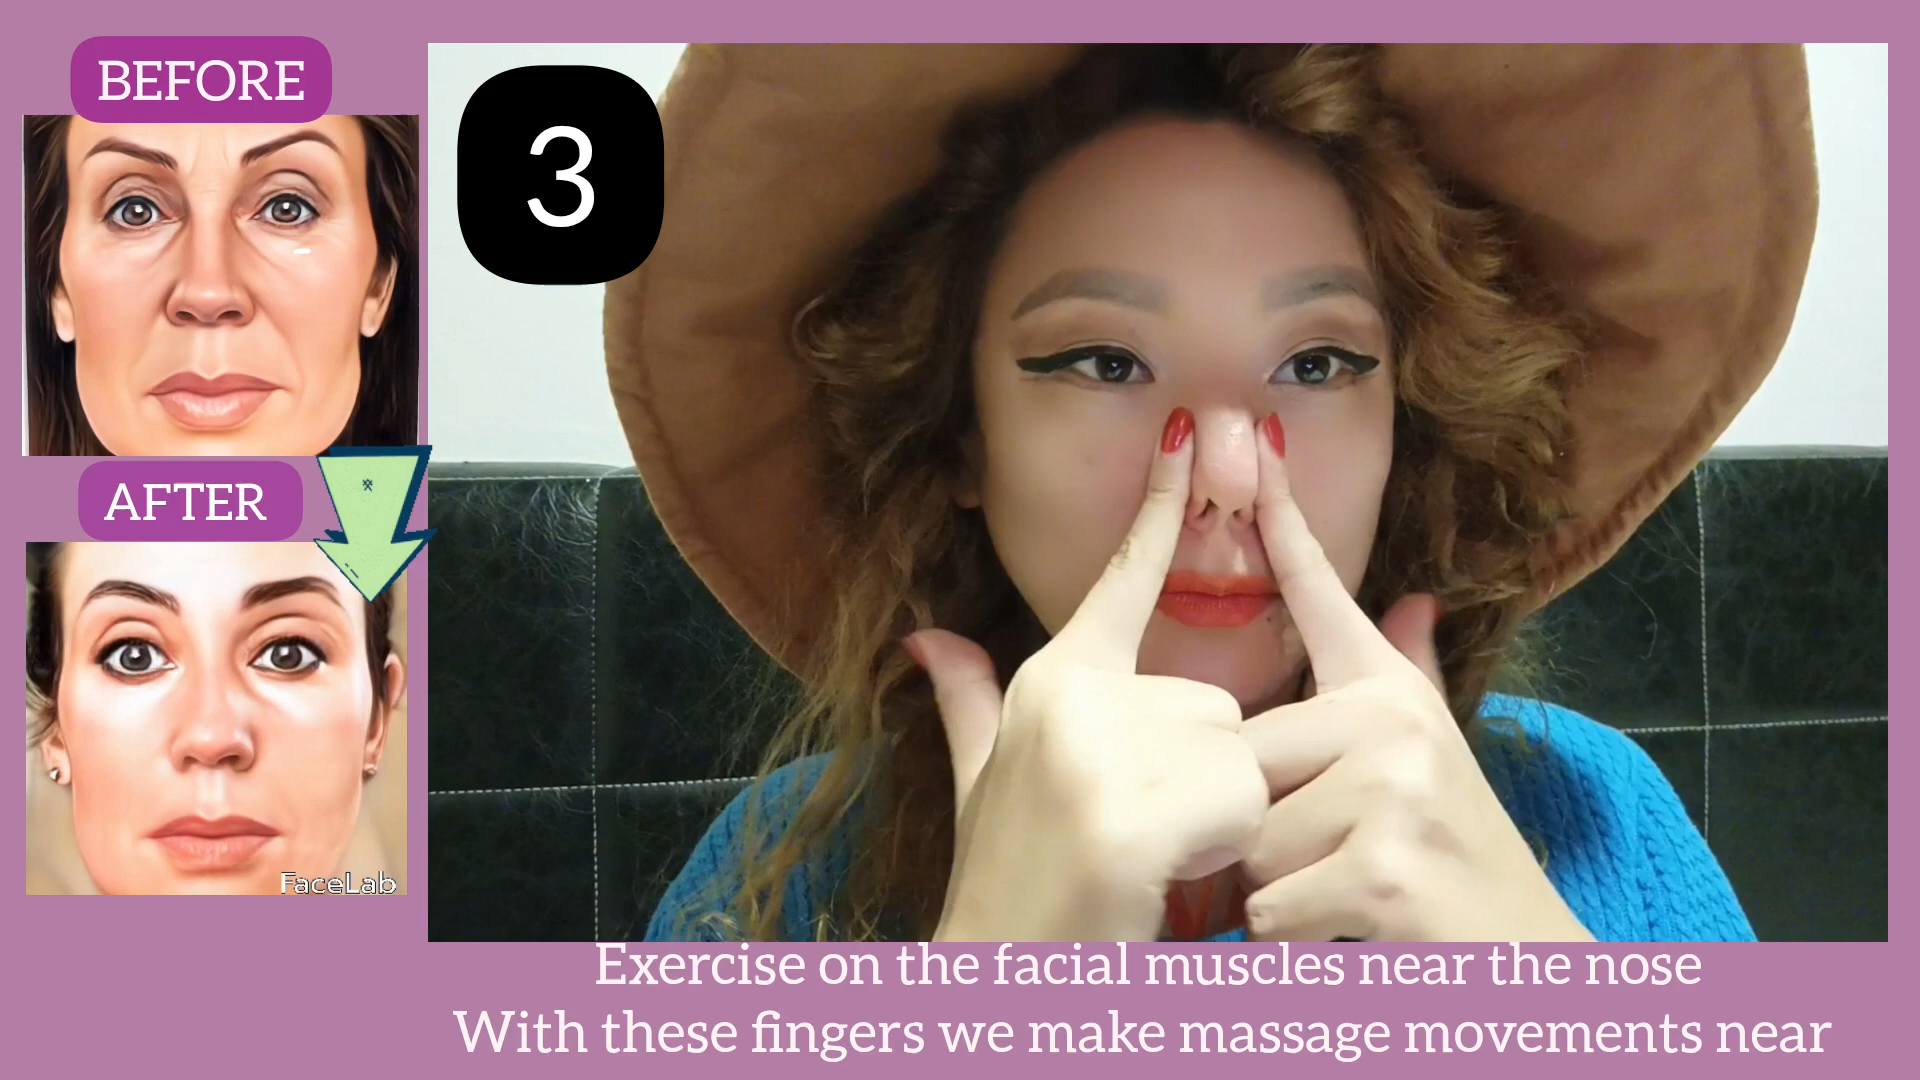 BEFORE
3
AFTER
FaceLab
Exercise on the facial muscles near the nose
With these fingers we make massage movements near